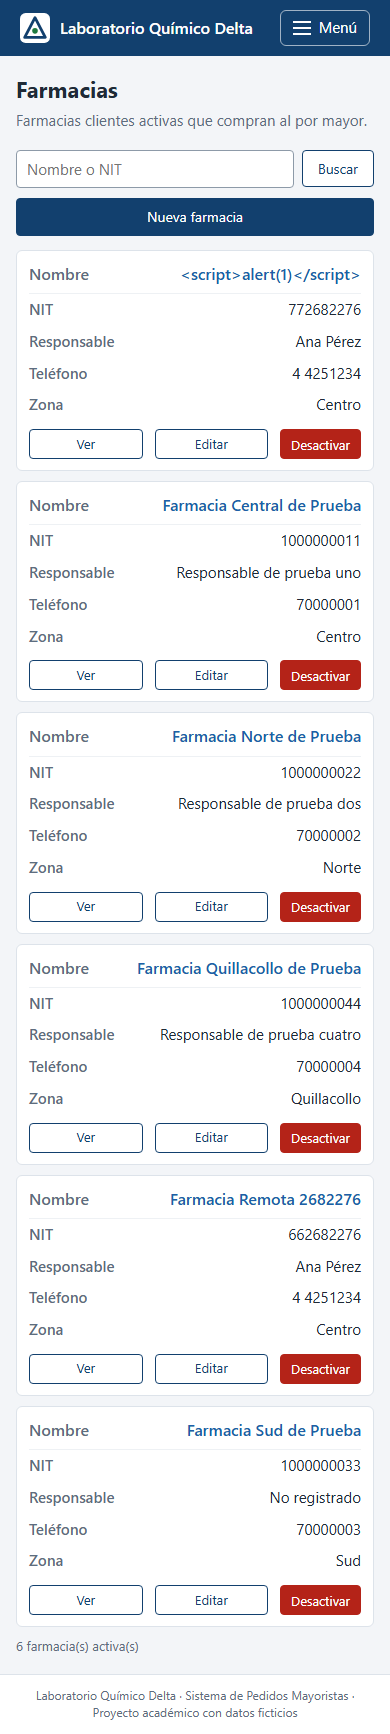 Laboratorio Químico Delta
Menú
Farmacias
Farmacias clientes activas que compran al por mayor.
Nombre o NIT
Buscar
Nueva farmacia
Nombre <script>alert(1)</script>
NIT 772682276
Responsable Ana Pérez
Teléfono 4 4251234
Zona Centro
Ver Editar Desactivar
Nombre Farmacia Central de Prueba
NIT 1000000011
Responsable Responsable de prueba uno
Teléfono 70000001
Zona Centro
Ver Editar Desactivar
Nombre Farmacia Norte de Prueba
NIT 1000000022
Responsable Responsable de prueba dos
Teléfono 70000002
Zona Norte
Ver Editar Desactivar
Nombre Farmacia Quillacollo de Prueba
NIT 1000000044
Responsable Responsable de prueba cuatro
Teléfono 70000004
Zona Quillacollo
Ver Editar Desactivar
Nombre Farmacia Remota 2682276
NIT 662682276
Responsable Ana Pérez
Teléfono 4 4251234
Zona Centro
Ver Editar Desactivar
Nombre Farmacia Sud de Prueba
NIT 1000000033
Responsable No registrado
Teléfono 70000003
Zona Sud
Ver Editar Desactivar
6 farmacia(s) activa(s)
Laboratorio Químico Delta · Sistema de Pedidos Mayoristas ·
Proyecto académico con datos ficticios